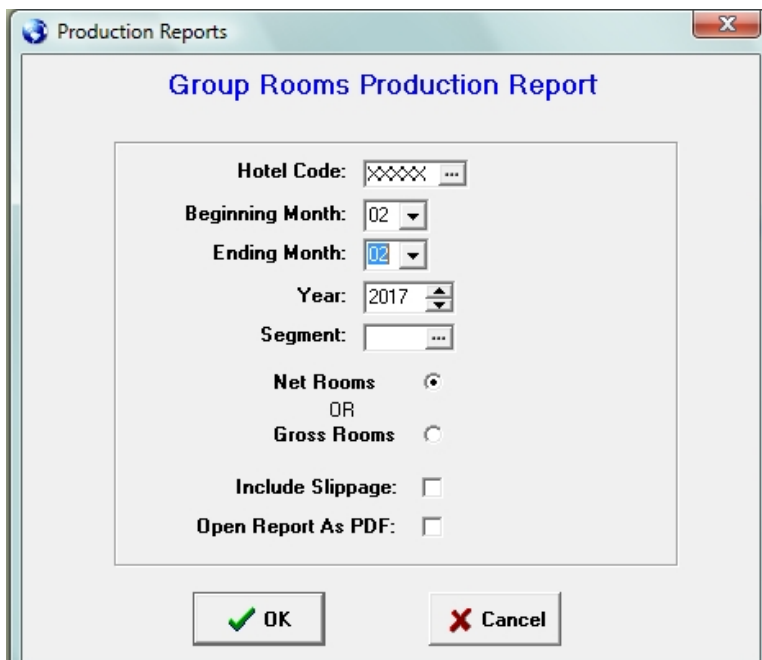 Production Reports
Group Rooms Production Report
Hotel Code: XXXXX ...
Beginning Month: 02
Ending Month: 02
Year: 2017
Segment: ...
Net Rooms
OR
Gross Rooms
Include Slippage:
Open Report As PDF:
OK Cancel